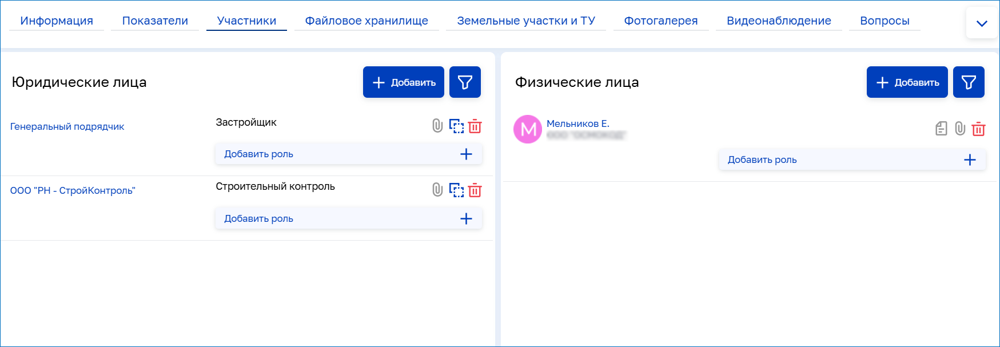 Информация Показатели Участники Файловое хранилище Земельные участки и ТУ Фотогалерея Видеонаблюдение Вопросы
Юридические лица
Добавить
Генеральный подрядчик
Застройщик
Добавить роль
ООО "РН - СтройКонтроль"
Строительный контроль
Добавить роль
Физические лица
Добавить
М
Мельников Е.
Добавить роль